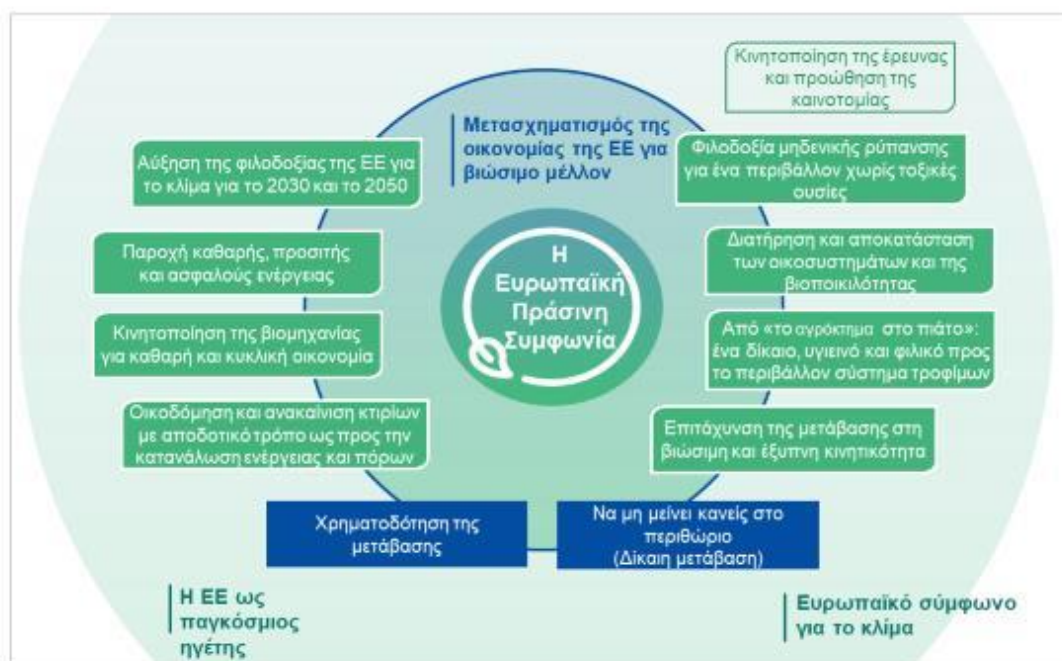 Κινητοποίηση της έρευνας
και προώθηση της
καινοτομίας
Μετασχηματισμός της
οικονομίας της ΕΕ για
βιώσιμο μέλλον
Αύξηση της φιλοδοξίας της ΕΕ για
το κλίμα για το 2030 και το 2050
Φιλοδοξία μηδενικής ρύπανσης
για ένα περιβάλλον χωρίς τοξικές
ουσίες
Παροχή καθαρής, προσιτής
και ασφαλούς ενέργειας
Η
Ευρωπαϊκή
Πράσινη
Συμφωνία
Διατήρηση και αποκατάσταση
των οικοσυστημάτων και της
βιοποικιλότητας
Κινητοποίηση της βιομηχανίας
για καθαρή και κυκλική οικονομία
Από «το αγρόκτημα στο πιάτο»:
ένα δίκαιο, υγιεινό και φιλικό προς
το περιβάλλον σύστημα τροφίμων
Οικοδόμηση και ανακαίνιση κτιρίων
με αποδοτικό τρόπο ως προς την
κατανάλωση ενέργειας και πόρων
Επιτάχυνση της μετάβασης στη
βιώσιμη και έξυπνη κινητικότητα
Χρηματοδότηση της
μετάβασης
Να μη μείνει κανείς στο
περιθώριο
(Δίκαιη μετάβαση)
Η ΕΕ ως
παγκόσμιος
ηγέτης
Ευρωπαϊκό σύμφωνο
για το κλίμα